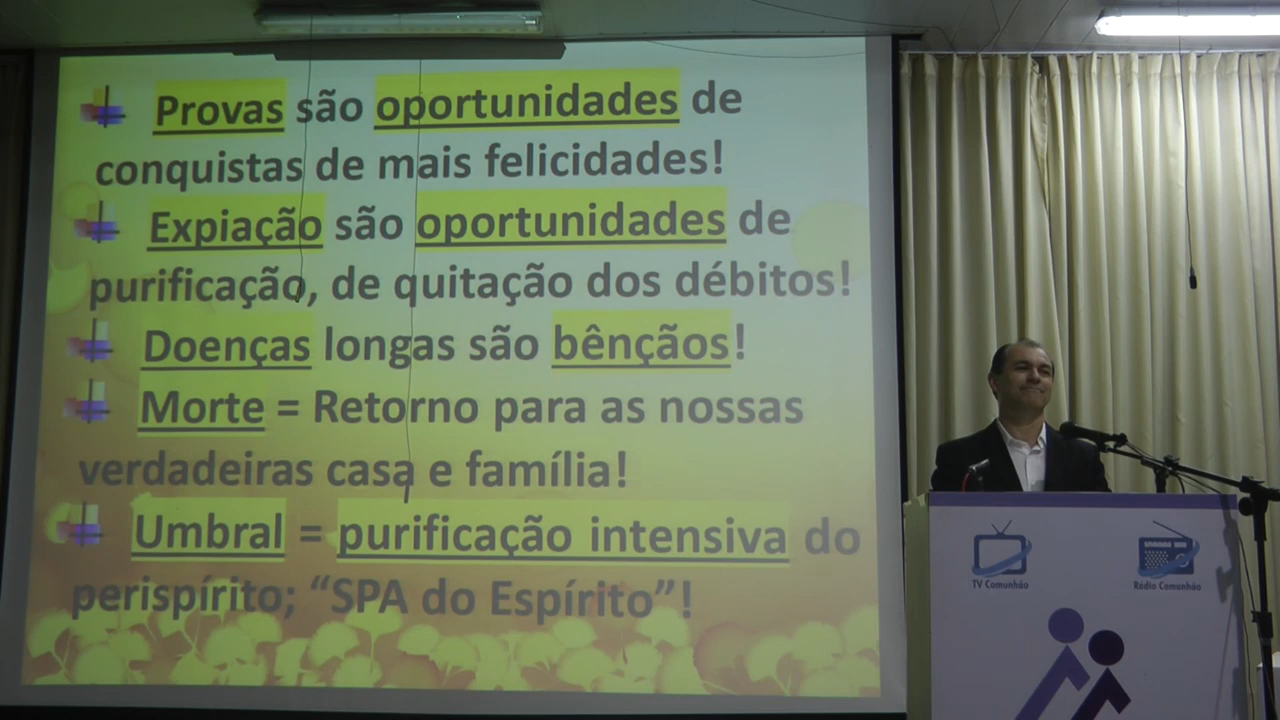 Provas são oportunidades de
conquistas de mais felicidades!
Expiação são oportunidades de
purificação, de quitação dos débitos!
Doenças longas são bênçãos!
Morte = Retorno para as nossas
verdadeiras casa e família!
Umbral = purificação intensiva do
perispírito; “SPA do Espírito”!
TV Comunhão
Rádio Comunhão